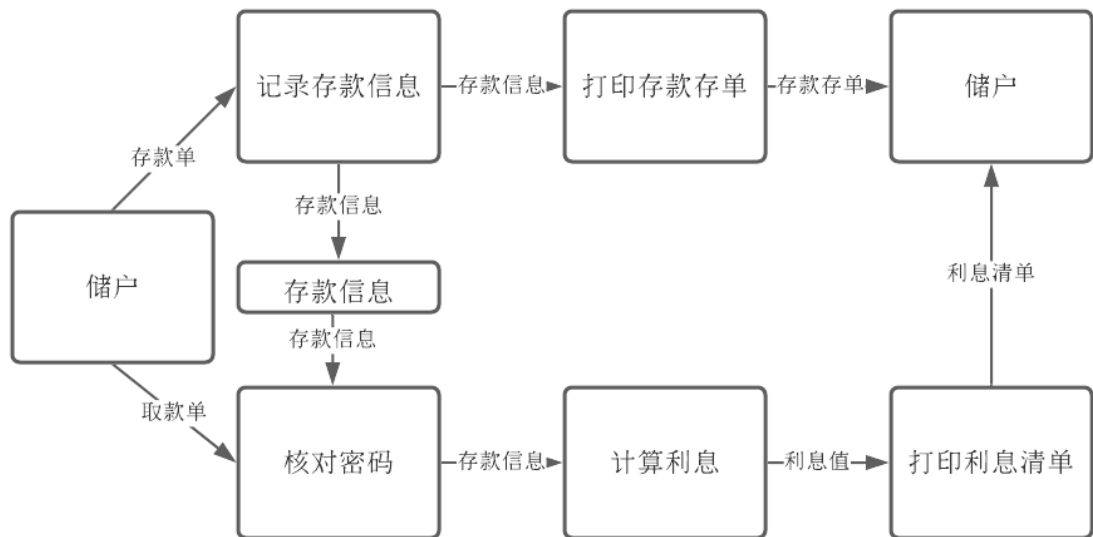 记录存款信息
存款信息
打印存款存单
存款存单
储户
存款单
存款信息
储户
存款信息
利息清单
存款信息
取款单
核对密码
存款信息
计算利息
利息值
打印利息清单